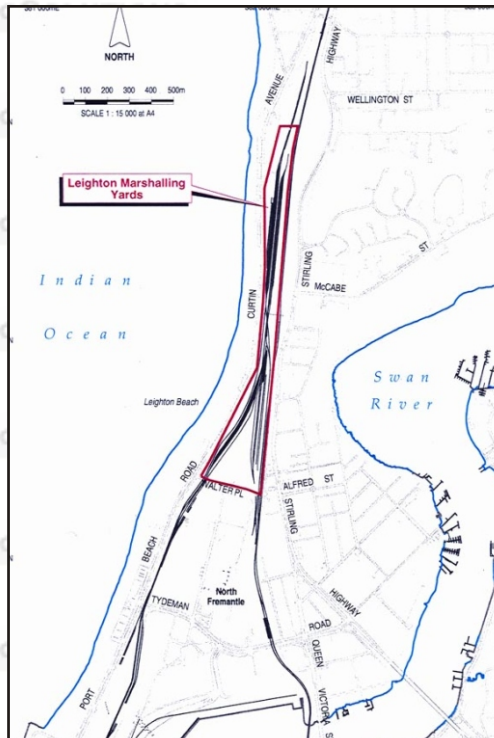 NORTH
0 100 200 300 400 500m
SCALE 1 : 15 000 at A4
AVENUE
HIGHWAY
WELLINGTON ST
Leighton Marshalling
Yards
STIRLING
McCABE
ST
CURTIN
Indian
Ocean
Swan
River
Leighton Beach
ROAD
WALTER PL
ALFRED ST
STIRLING
HIGHWAY
BEACH
TYDEMAN
North
Fremantle
ROAD
QUEEN
VICTORIA
PORT